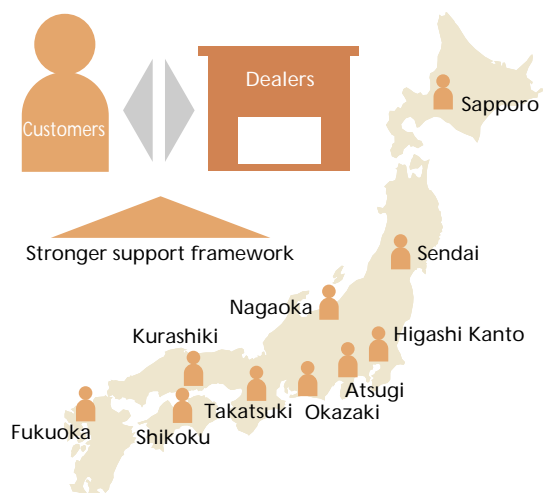 Dealers
Customers
Sapporo
Stronger support framework
Sendai
Nagaoka
Kurashiki
Higashi Kanto
Atsugi
Takatsuki
Okazaki
Fukuoka
Shikoku